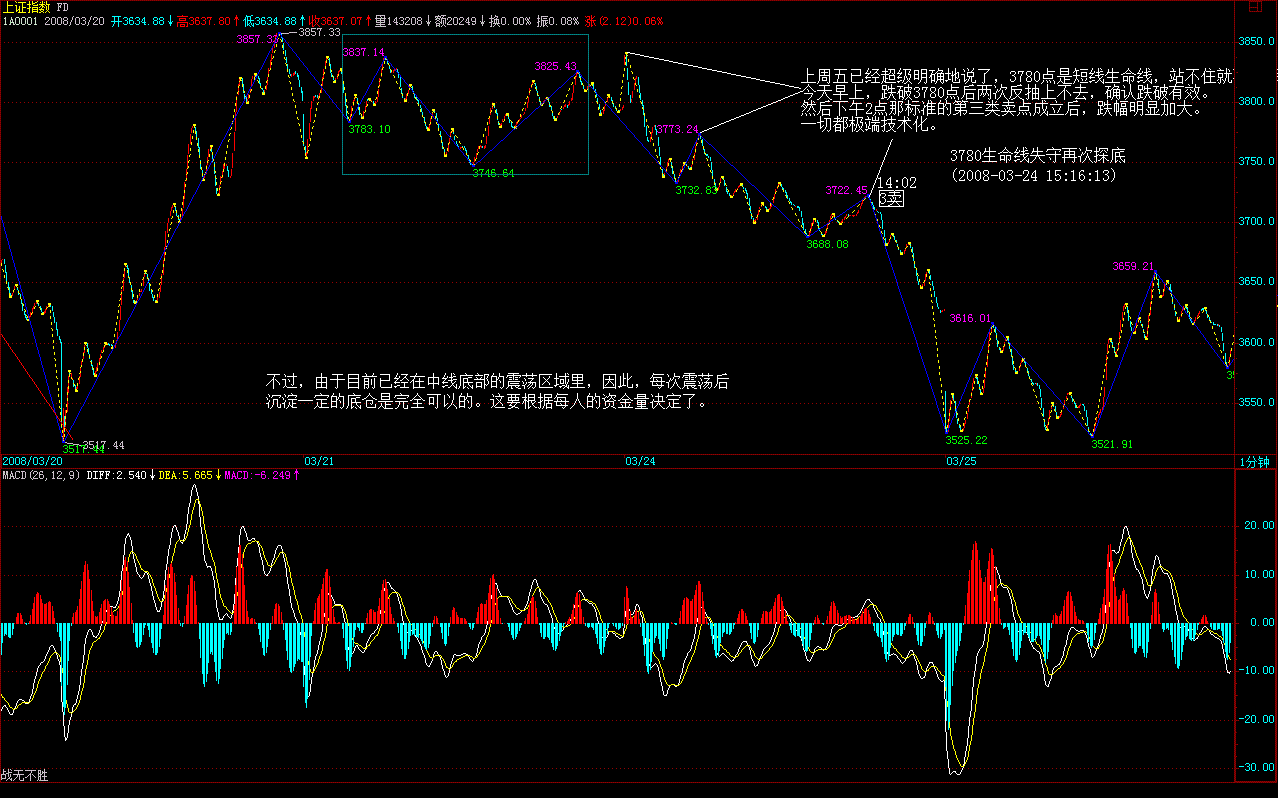 上证指数 FD
1A0001 2008/03/20 开3634.88↓高3637.80↑低3634.88↑收3637.07↑量143208↓额20249↓换0.00% 振0.08% 涨(2.12)0.06%
3857.33
3857.33
3837.14
3825.43
3783.10
3748.64
上周五已经超级明确地说了，3780点是短线生命线，站不住就
今天早上，跌破3780点后两次反抽上不去，确认跌破有效。
然后下午2点那标准的第三类卖点成立后，跌幅明显加大。
一切都极端技术化。
3780生命线失守再次探底
(2008-03-24 15:16:13)
3773.24
3732.83
3722.45
14:02
3卖
3688.08
3659.21
3616.01
3525.22
3521.91
3517.44
3517.44
不过，由于目前已经在中线底部的震荡区域里，因此，每次震荡后
沉淀一定的底仓是完全可以的。这要根据每人的资金量决定了。
3850.0
3800.0
3750.0
3700.0
3650.0
3600.0
3550.0
2008/03/20
03/21
03/24
03/25
1分钟
MACD(26,12,9) DIFF:2.540↓DEA:5.665↓MACD:-6.249↑
20.00
10.00
0.00
-10.00
-20.00
-30.00
战无不胜